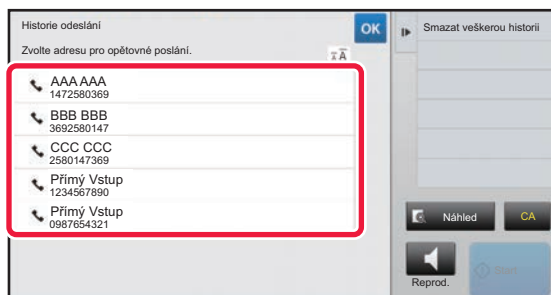 Historie odeslání
OK
Smazat veškerou historii
Zvolte adresu pro opětovné poslání.
AAA AAA
1472580369
BBB BBB
3692580147
CCC CCC
2580147369
Přímý Vstup
1234567890
Přímý Vstup
0987654321
Náhled
CA
Reprod.
Start